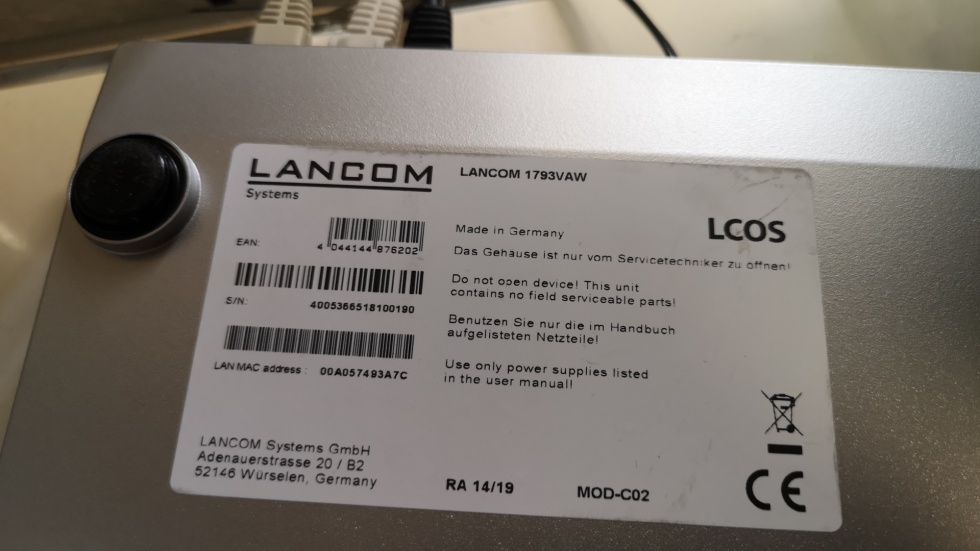 LANCOM
Systems
LANCOM 1793VAW
LCOS
EAN:
4 044144 876202
S/N:
4005366518100190
LAN MAC address :
00A057493A7C
Made in Germany
Das Gehause ist nur vom Servicetechniker zu öffnen!
Do not open device! This unit
contains no field serviceable parts!
Benutzen Sie nur die im Handbuch
aufgelisteten Netzteile!
Use only power supplies listed
in the user manual!
LANCOM Systems GmbH
Adenauerstrasse 20 / B2
52146 Würselen, Germany
RA 14/19
MOD-C02
CE